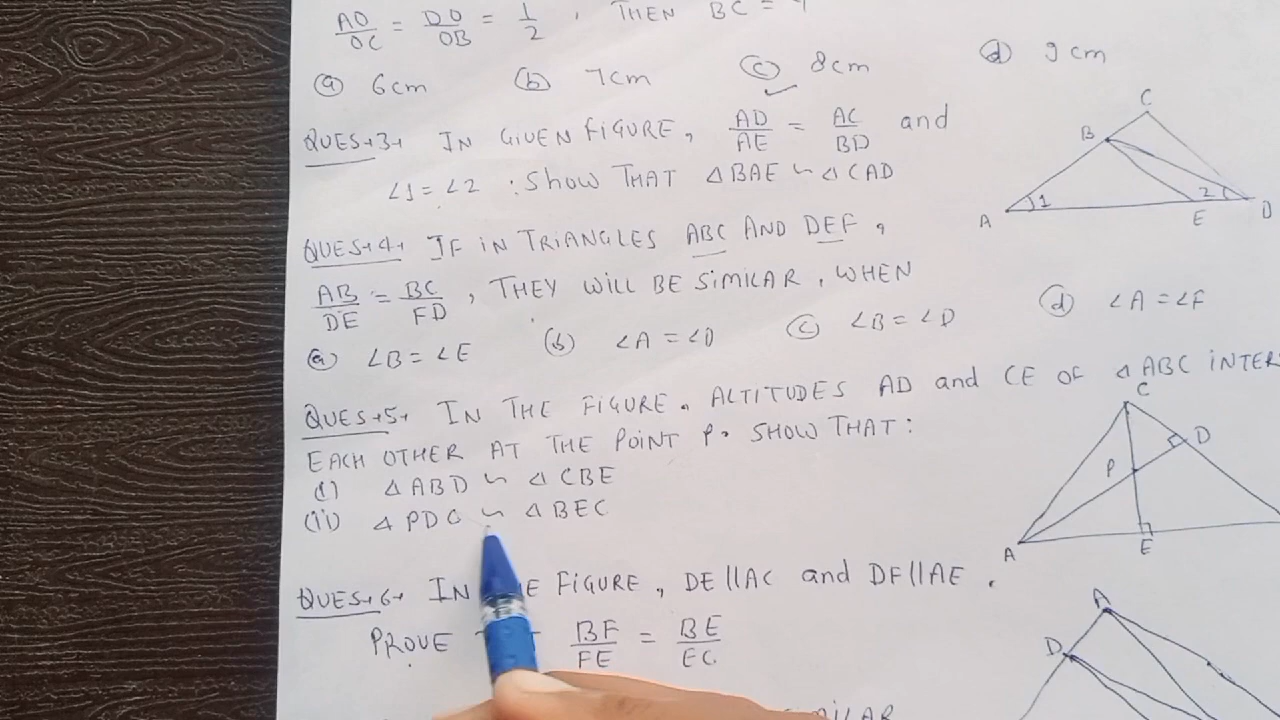 AO/OC = DO/OB = 1/2 , THEN BC =
(a) 6cm (b) 7cm (c) 8cm (d) 9cm
QUES.3. IN GIVEN FIGURE, AD/AE = AC/BD and
∠1 = ∠2 . Show THAT △BAE ∽ △CAD
QUES.4. IF IN TRIANGLES ABC AND DEF ,
AB/DE = BC/FD , THEY WILL BE SIMILAR , WHEN
(a) ∠B = ∠E (b) ∠A = ∠D (c) ∠B = ∠D (d) ∠A = ∠F
QUES.5. IN THE FIGURE , ALTITUDES AD and CE OF △ABC INTER
EACH OTHER AT THE POINT P. SHOW THAT :
(i) △ABD ∽ △CBE
(ii) △PDC ∽ △BEC
QUES.6. IN FIGURE , DE||AC and DF||AE .
PROVE BF/FE = BE/EC
C
B
1
2
A
E
D
C
D
P
A
E
A
D